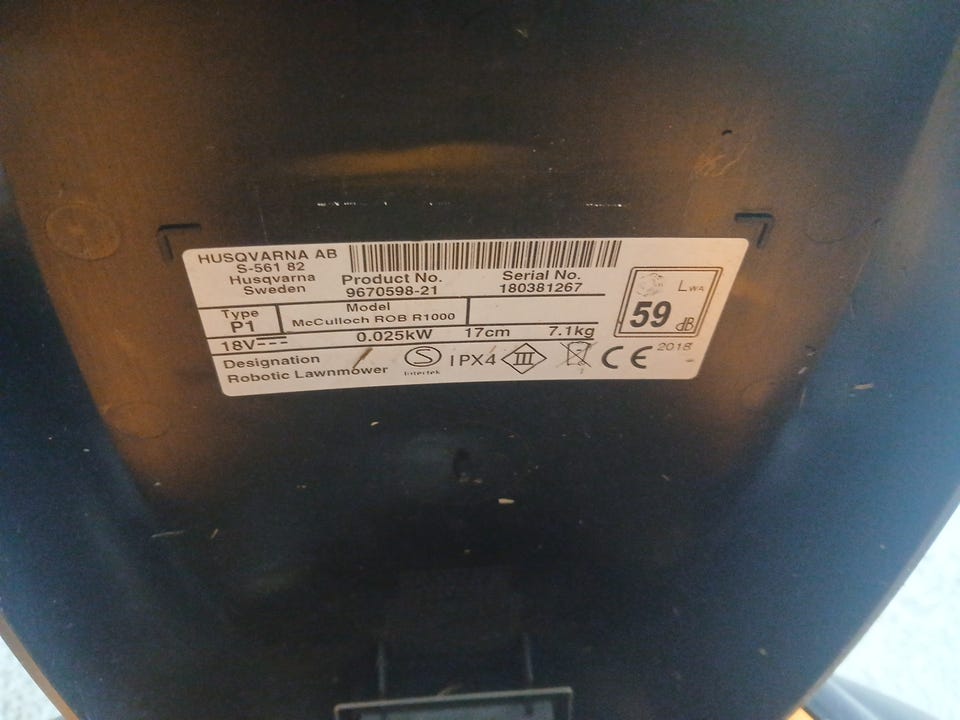 HUSQVARNA AB
S-561 82
Husqvarna
Sweden
Product No.
9670598-21
Serial No.
180381267
Type
P1
Model
McCulloch ROB R1000
18V
0.025kW
17cm
7.1kg
Designation
Robotic Lawnmower
S
Intertek
IPX4
III
CE
2018
LWA
59
dB